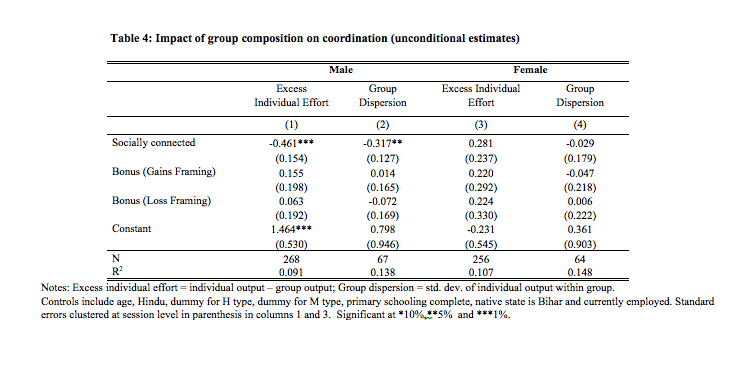 Table 4: Impact of group composition on coordination (unconditional estimates)
Male Female
Excess Individual Effort Group Dispersion Excess Individual Effort Group Dispersion
(1) (2) (3) (4)
Socially connected -0.461*** -0.317** 0.281 -0.029
(0.154) (0.127) (0.237) (0.179)
Bonus (Gains Framing) 0.155 0.014 0.220 -0.047
(0.198) (0.165) (0.292) (0.218)
Bonus (Loss Framing) 0.063 -0.072 0.224 0.006
(0.192) (0.169) (0.330) (0.222)
Constant 1.464*** 0.798 -0.231 0.361
(0.530) (0.946) (0.545) (0.903)
N 268 67 256 64
R² 0.091 0.138 0.107 0.148
Notes: Excess individual effort = individual output – group output; Group dispersion = std. dev. of individual output within group.
Controls include age, Hindu, dummy for H type, dummy for M type, primary schooling complete, native state is Bihar and currently employed. Standard
errors clustered at session level in parenthesis in columns 1 and 3. Significant at *10%,**5% and ***1%.